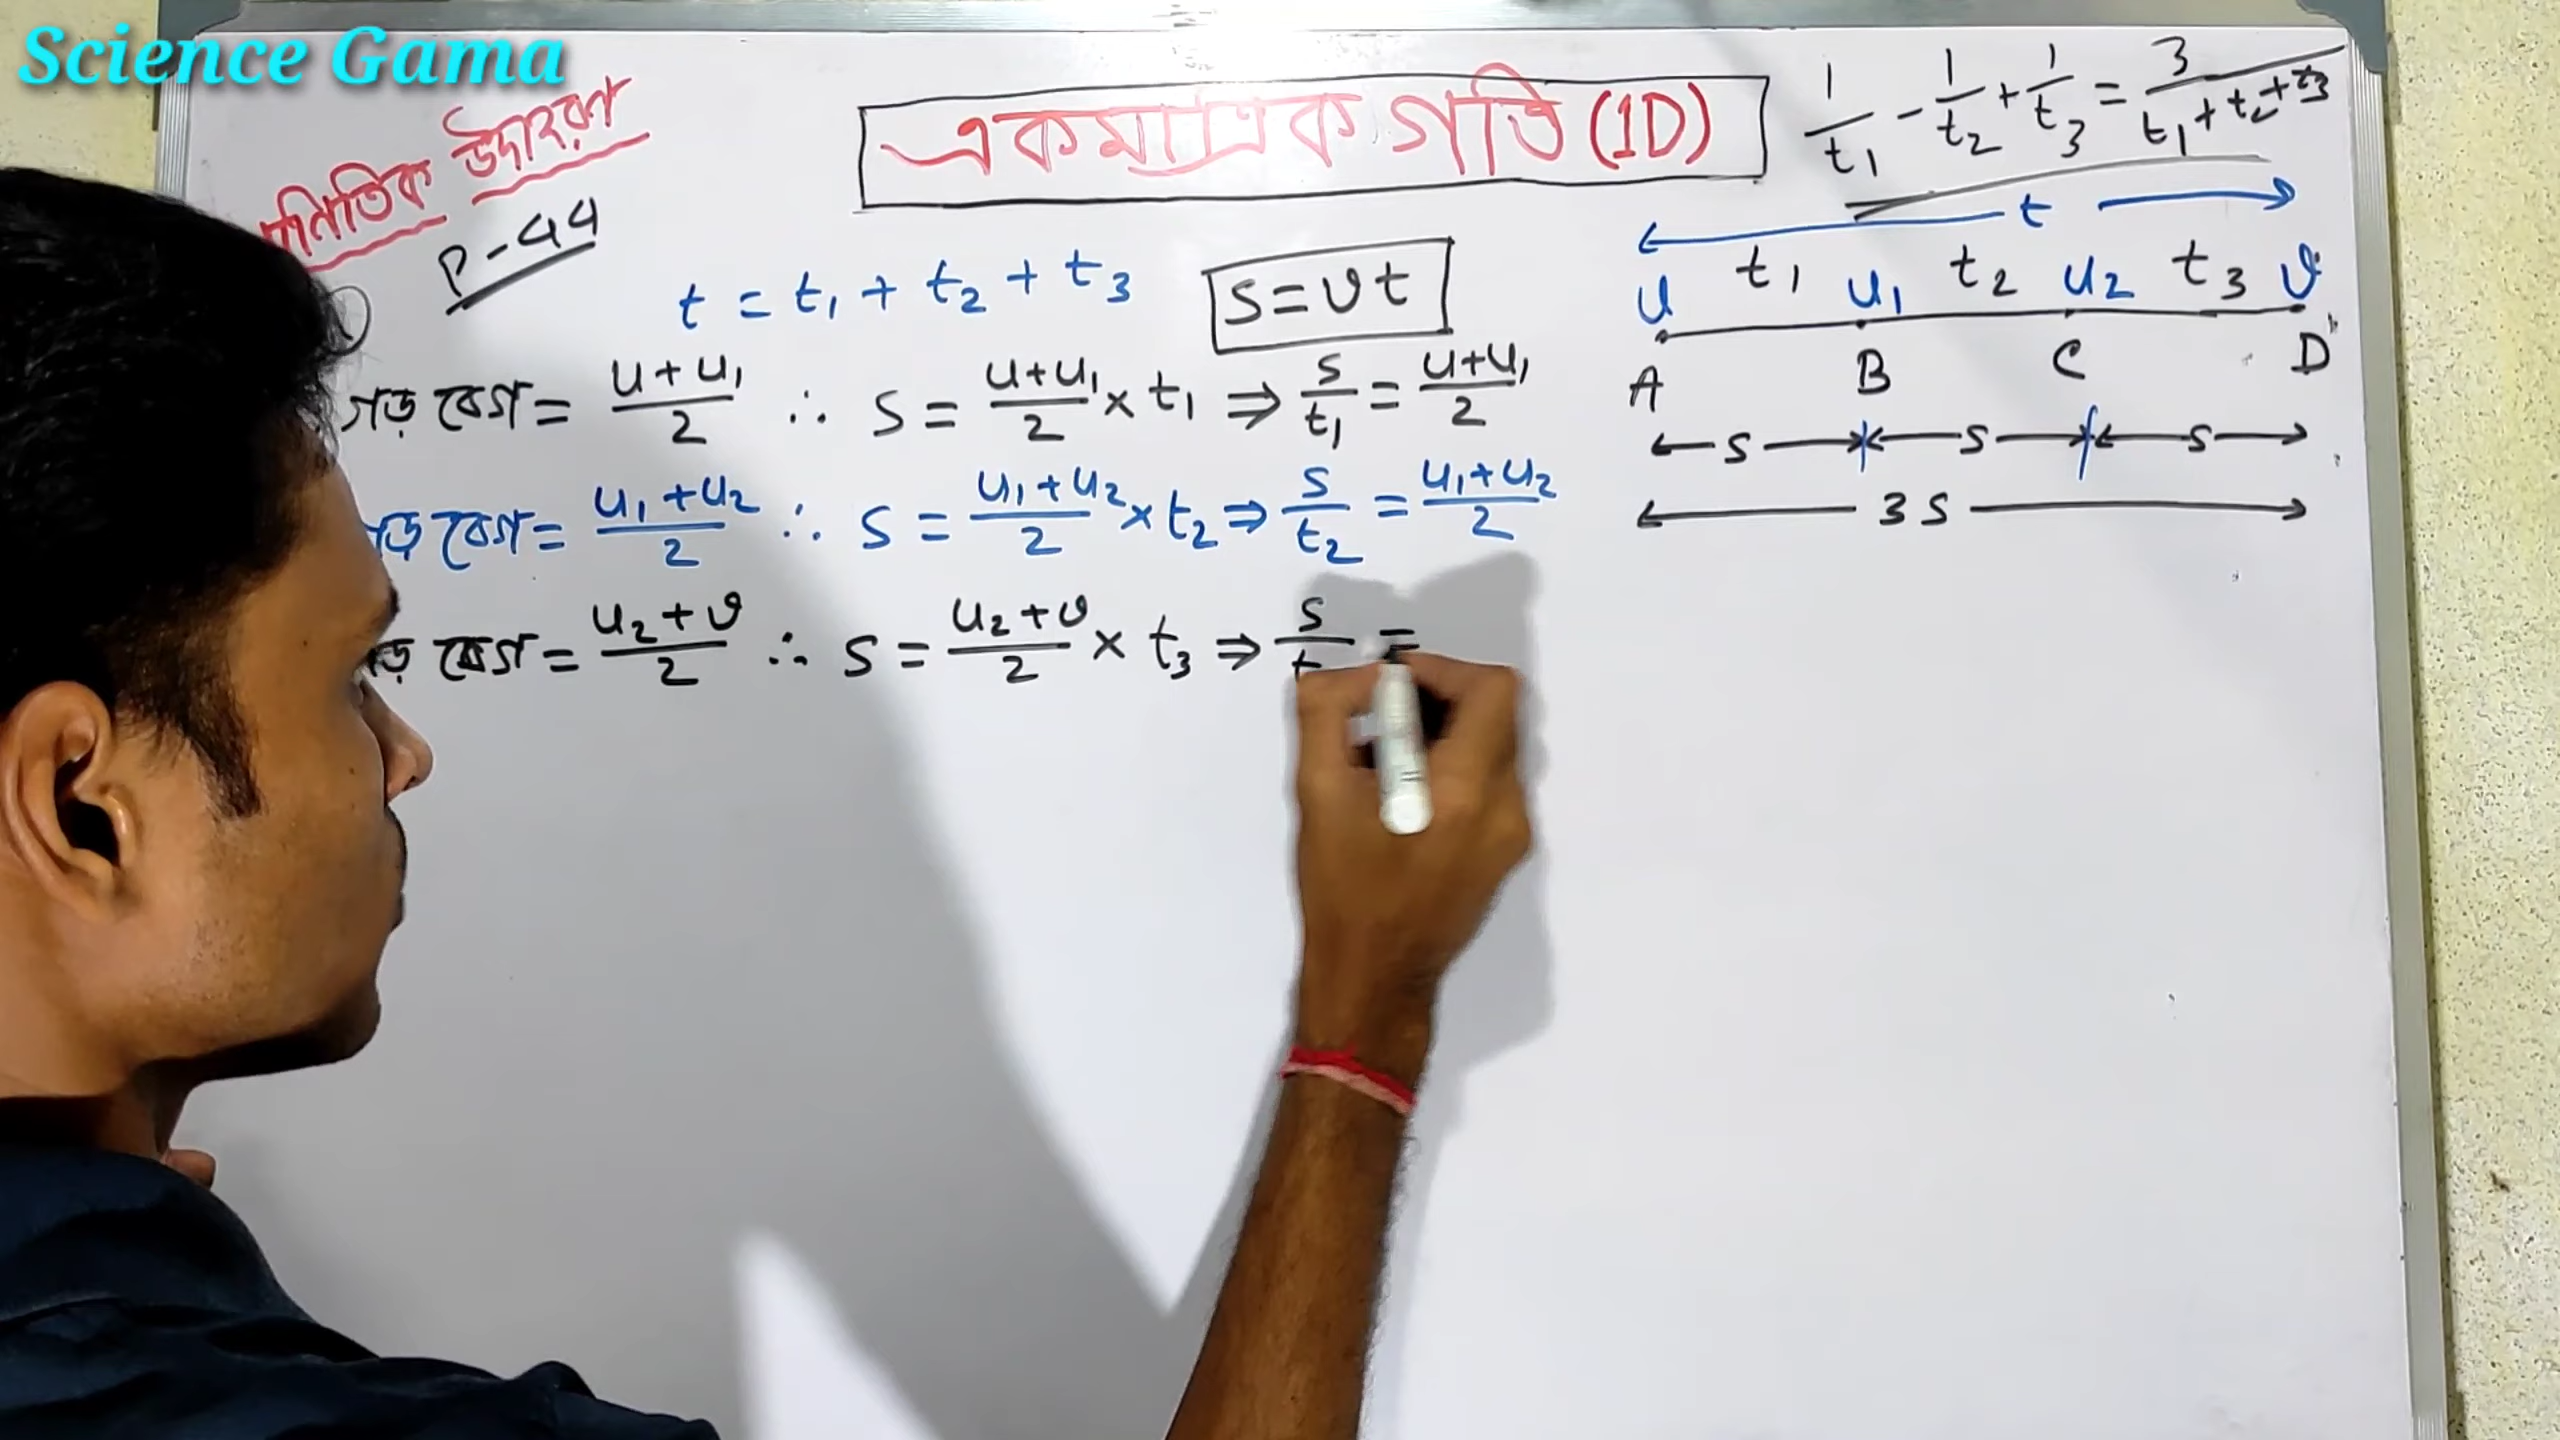 Science Gama
উদাহরণ
P-44
একমাত্রিক গতি (1D)
1/t₁ - 1/t₂ + 1/t₃ = 3/(t₁ + t₂ + t₃)
t = t₁ + t₂ + t₃
s = v t
গড় বেগ = (u + u₁)/2 ∴ s = (u + u₁)/2 × t₁ ⇒ s/t₁ = (u + u₁)/2
বেগ = (u₁ + u₂)/2 ∴ s = (u₁ + u₂)/2 × t₂ ⇒ s/t₂ = (u₁ + u₂)/2
বেগ = (u₂ + v)/2 ∴ s = (u₂ + v)/2 × t₃ ⇒ s/t =
t
u t₁ u₁ t₂ u₂ t₃ v
A B C D
s s s
3s